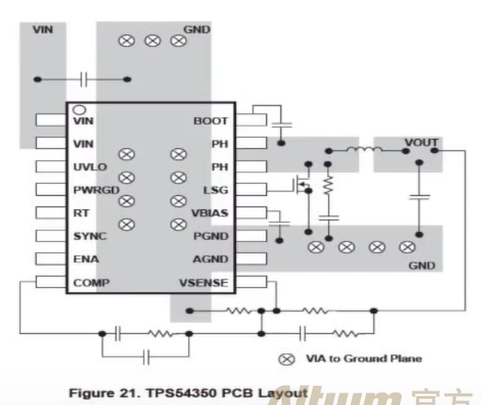 VIN
GND
VIN
BOOT
VIN
PH
VOUT
UVLO
PH
PWRGD
LSG
RT
VBIAS
SYNC
PGND
ENA
AGND
GND
COMP
VSENSE
VIA to Ground Plane
Figure 21. TPS54350 PCB Layout
Altium 官方